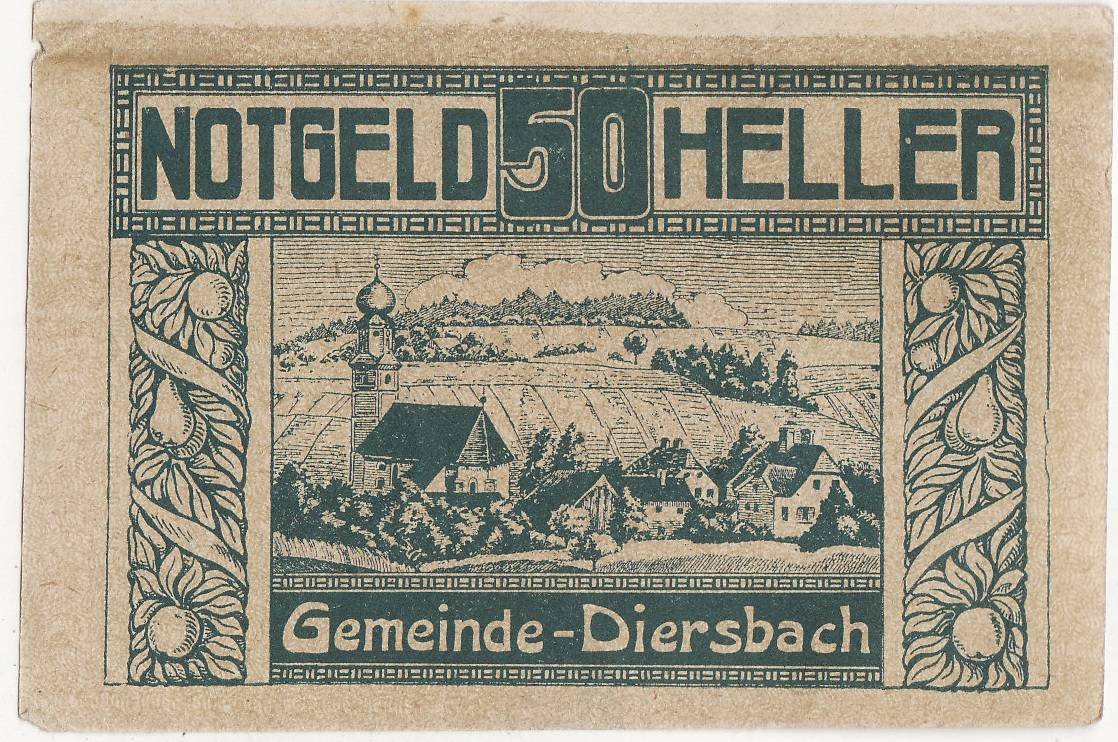 NOTGELD 50 HELLER
Gemeinde-Diersbach